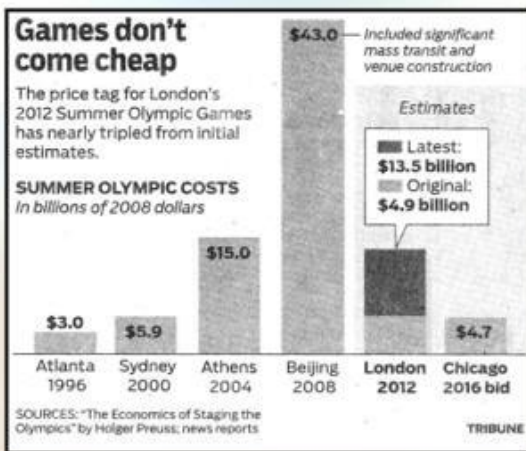 Games don't
come cheap
The price tag for London's
2012 Summer Olympic Games
has nearly tripled from initial
estimates.
SUMMER OLYMPIC COSTS
In billions of 2008 dollars
$3.0
$5.9
$15.0
$43.0
Included significant
mass transit and
venue construction
Estimates
Latest:
$13.5 billion
Original:
$4.9 billion
$4.7
Atlanta
1996
Sydney
2000
Athens
2004
Beijing
2008
London
2012
Chicago
2016 bid
SOURCES: "The Economics of Staging the
Olympics" by Holger Preuss; news reports
TRIBUNE